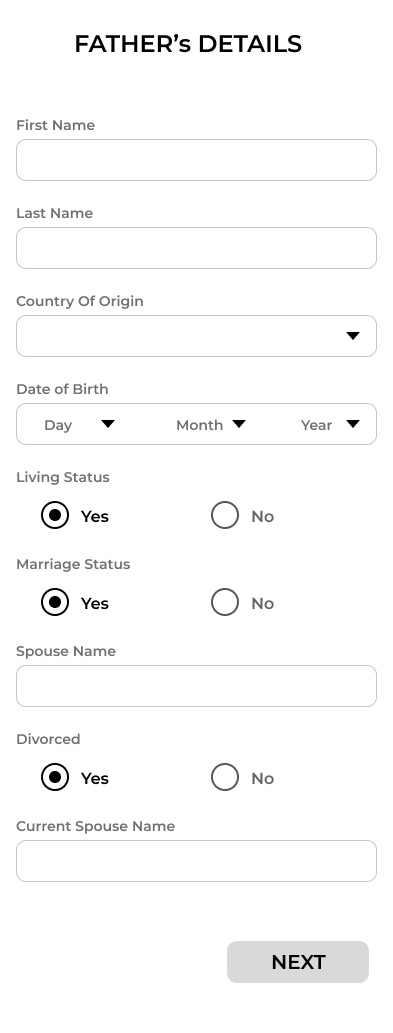 FATHER’s DETAILS
First Name
Last Name
Country Of Origin
Date of Birth
Day Month Year
Living Status
Yes No
Marriage Status
Yes No
Spouse Name
Divorced
Yes No
Current Spouse Name
NEXT